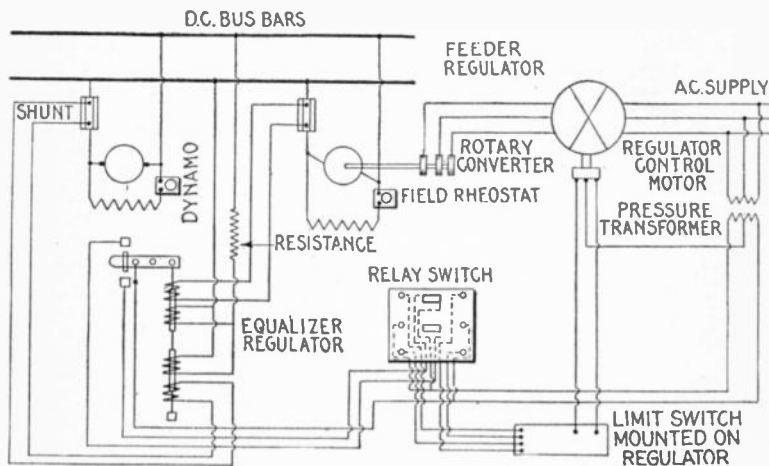 D.C. BUS BARS
FEEDER
REGULATOR
A.C. SUPPLY
SHUNT
DYNAMO
ROTARY
CONVERTER
REGULATOR
CONTROL
MOTOR
FIELD RHEOSTAT
PRESSURE
TRANSFORMER
RESISTANCE
RELAY SWITCH
EQUALIZER
REGULATOR
LIMIT SWITCH
MOUNTED ON
REGULATOR